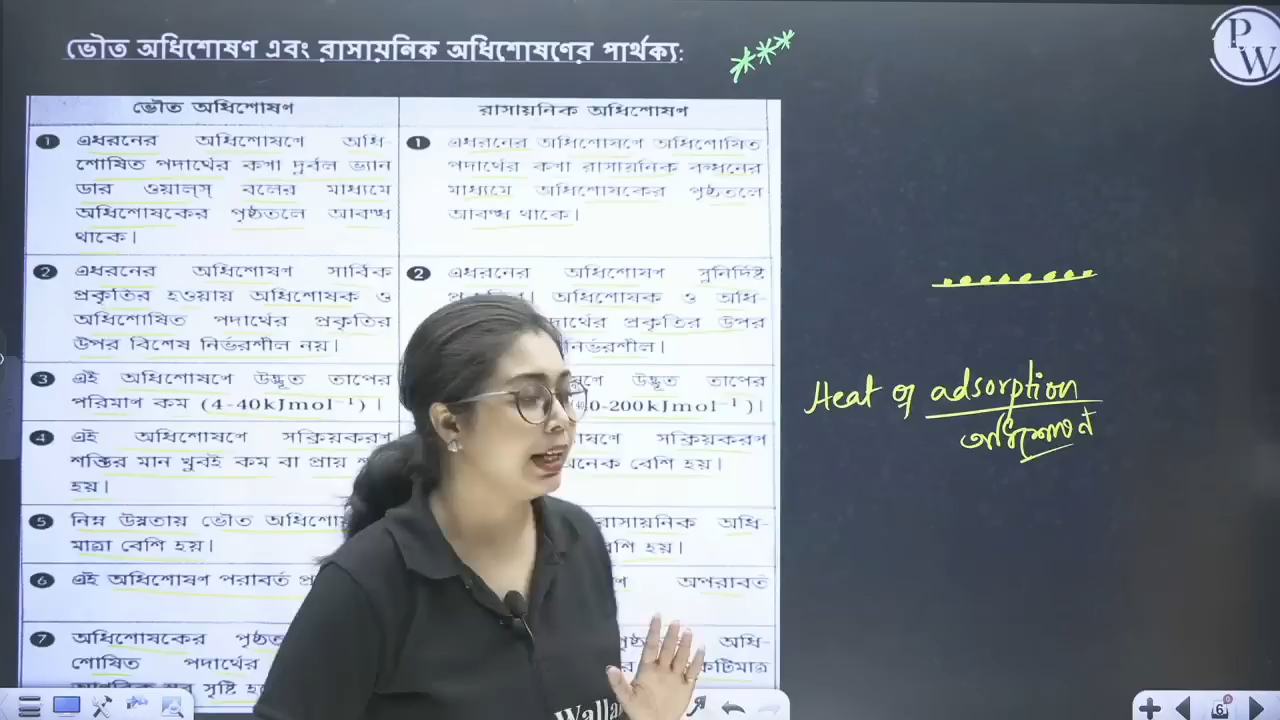 ভৌত অধিশোষণ এবং রাসায়নিক অধিশোষণের পার্থক্য:
***
PW
ভৌত অধিশোষণ
1 এধরনের অধিশোষণে অধি-
শোষিত পদার্থের কণা দুর্বল ভ্যান
ডার ওয়াল্‌স্ বলের মাধ্যমে
অধিশোষকের পৃষ্ঠতলে আবদ্ধ
থাকে।
2 এধরনের অধিশোষণ সার্বিক
প্রকৃতির হওয়ায় অধিশোষক ও
অধিশোষিত পদার্থের প্রকৃতির
উপর বিশেষ নির্ভরশীল নয়।
3 এই অধিশোষণে উদ্ভূত তাপের
পরিমাণ কম (4-40kJmol⁻¹)।
4 এই অধিশোষণে সক্রিয়করণ
শক্তির মান খুবই কম বা প্রায়
হয়।
5 নিম্ন উষ্ণতায় ভৌত
মাত্রা বেশি হয়।
6 এই অধিশোষণ পরাবর্ত
7 অধিশোষকের
শোষিত পদার্থের
সৃষ্টি
রাসায়নিক অধিশোষণ
1 এধরনের অধিশোষণে অধিশোষিত
পদার্থের কণা রাসায়নিক বন্ধনের
মাধ্যমে অধিশোষকের পৃষ্ঠতলে
আবদ্ধ থাকে।
2 এধরনের অধিশোষণ সুনির্দিষ্ট
অধিশোষক ও অধি-
প্রকৃতির উপর
নির্ভরশীল।
উদ্ভূত তাপের
0-200kJmol⁻¹)।
সক্রিয়করণ
অনেক বেশি হয়।
রাসায়নিক অধি-
হয়।
অপরাবর্ত
অধি-
Heat of adsorption
অধিশোষণ
Walla
6